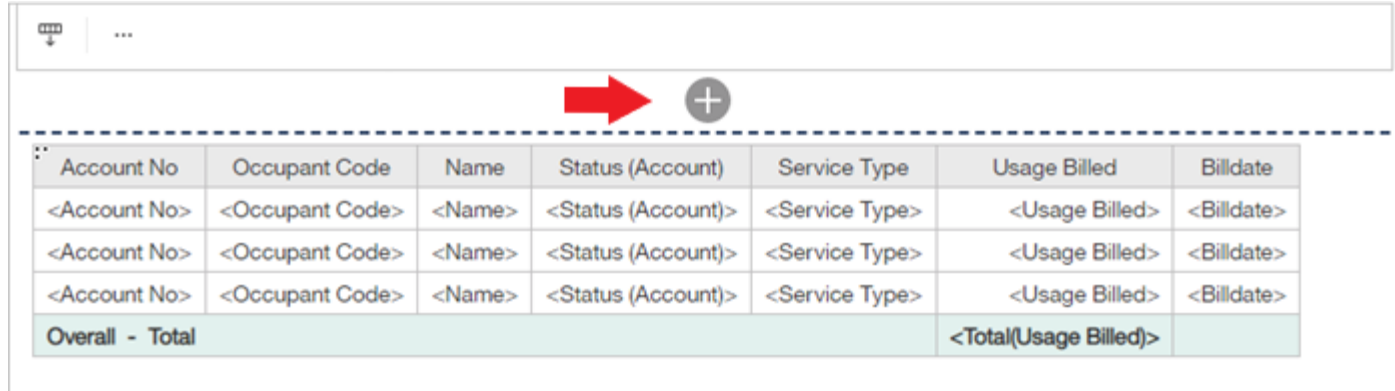 ...
Account No Occupant Code Name Status (Account) Service Type Usage Billed Billdate
<Account No> <Occupant Code> <Name> <Status (Account)> <Service Type> <Usage Billed> <Billdate>
<Account No> <Occupant Code> <Name> <Status (Account)> <Service Type> <Usage Billed> <Billdate>
<Account No> <Occupant Code> <Name> <Status (Account)> <Service Type> <Usage Billed> <Billdate>
Overall - Total <Total(Usage Billed)>